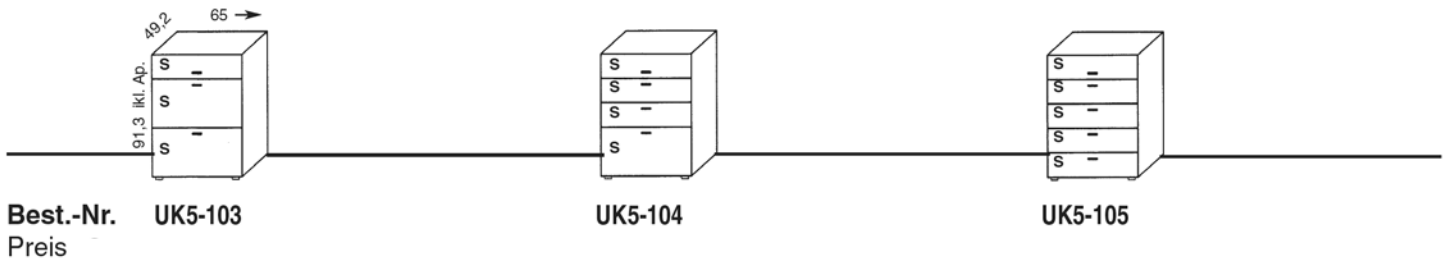 49,2 65 →
91,3 ikl. Ap.
S S S
S S S S
S S S S S
Best.-Nr. UK5-103 UK5-104 UK5-105
Preis